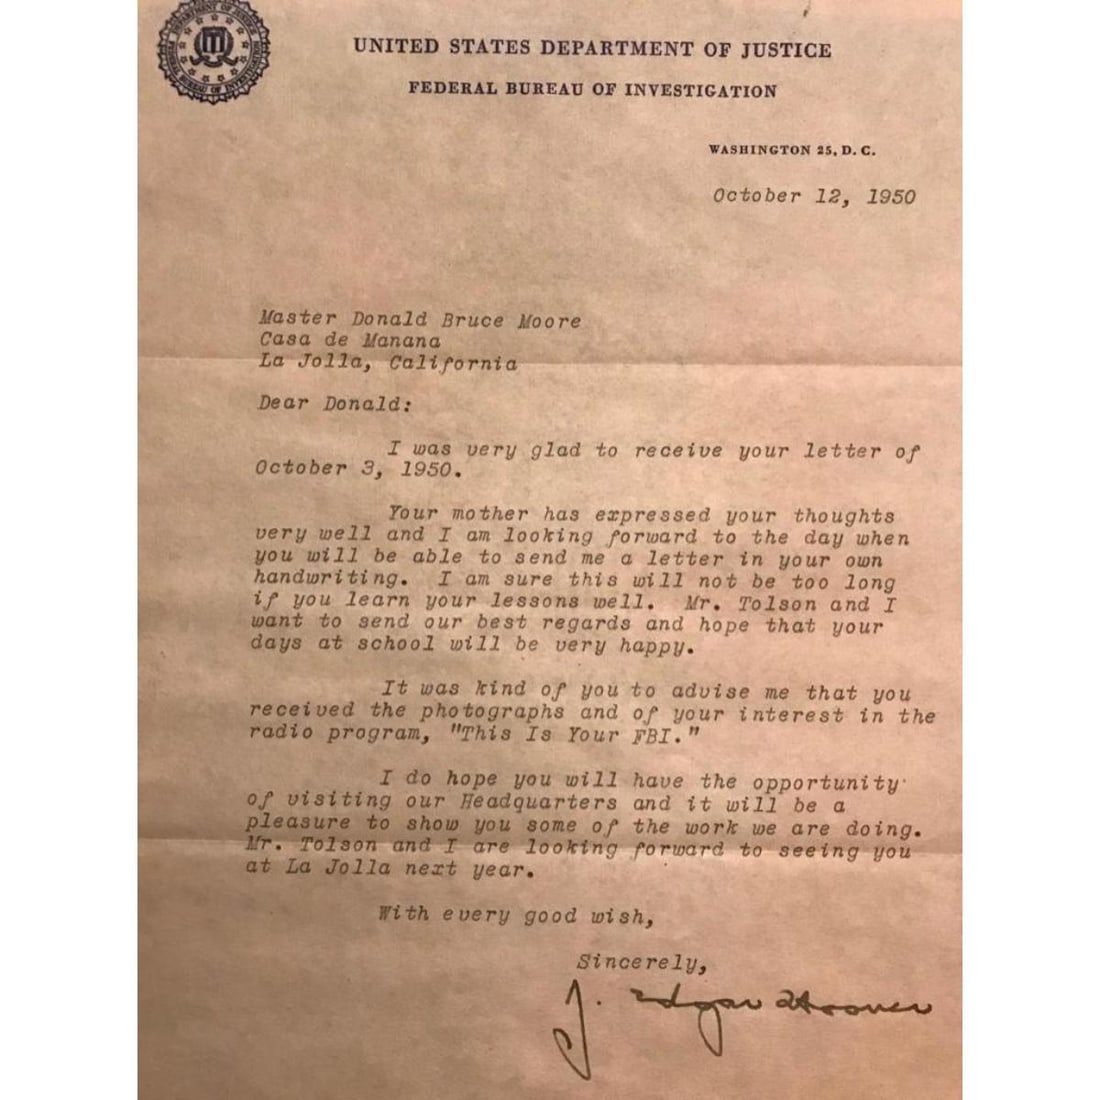 DEPARTMENT OF JUSTICE
FEDERAL BUREAU OF INVESTIGATION
UNITED STATES DEPARTMENT OF JUSTICE
FEDERAL BUREAU OF INVESTIGATION
WASHINGTON 25, D. C.
October 12, 1950
Master Donald Bruce Moore
Casa de Manana
La Jolla, California
Dear Donald:
I was very glad to receive your letter of
October 3, 1950.
Your mother has expressed your thoughts
very well and I am looking forward to the day when
you will be able to send me a letter in your own
handwriting. I am sure this will not be too long
if you learn your lessons well. Mr. Tolson and I
want to send our best regards and hope that your
days at school will be very happy.
It was kind of you to advise me that you
received the photographs and of your interest in the
radio program, "This Is Your FBI."
I do hope you will have the opportunity
of visiting our Headquarters and it will be a
pleasure to show you some of the work we are doing.
Mr. Tolson and I are looking forward to seeing you
at La Jolla next year.
With every good wish,
Sincerely,
J. Edgar Hoover